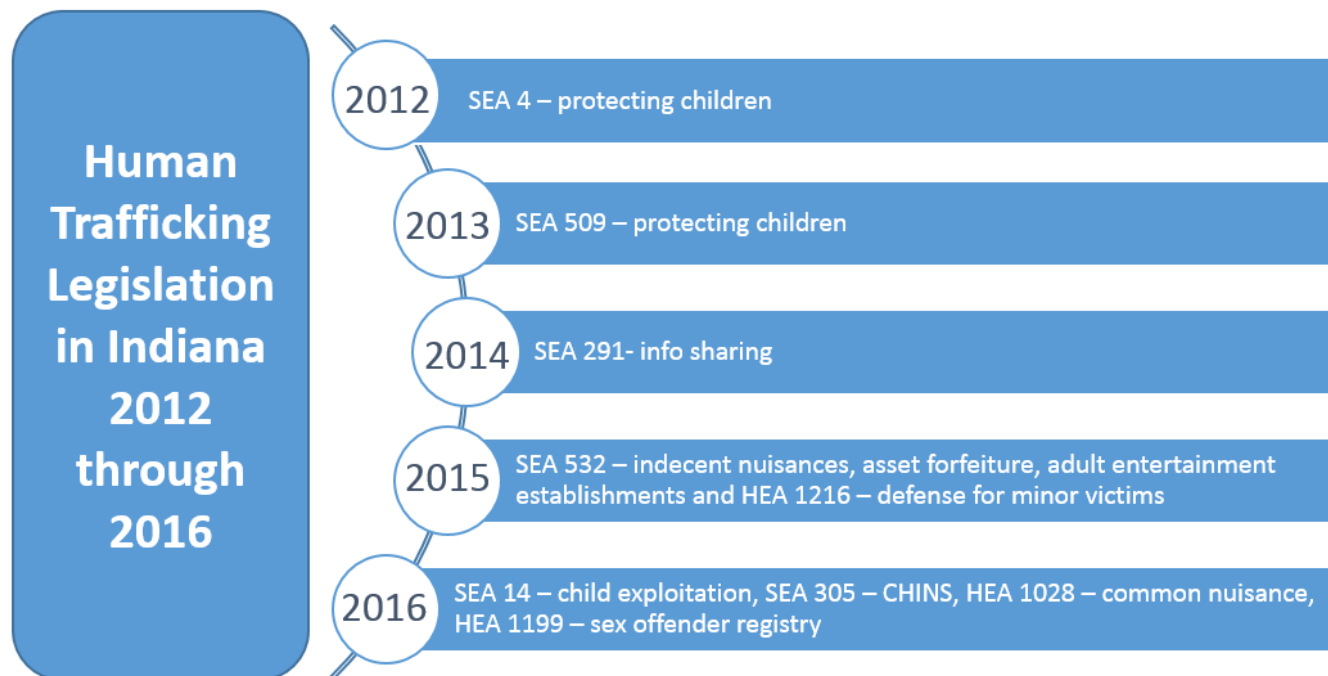 Human
Trafficking
Legislation
in Indiana
2012
through
2016
2012
SEA 4 – protecting children
2013
SEA 509 – protecting children
2014
SEA 291- info sharing
2015
SEA 532 – indecent nuisances, asset forfeiture, adult entertainment
establishments and HEA 1216 – defense for minor victims
2016
SEA 14 – child exploitation, SEA 305 – CHINS, HEA 1028 – common nuisance,
HEA 1199 – sex offender registry